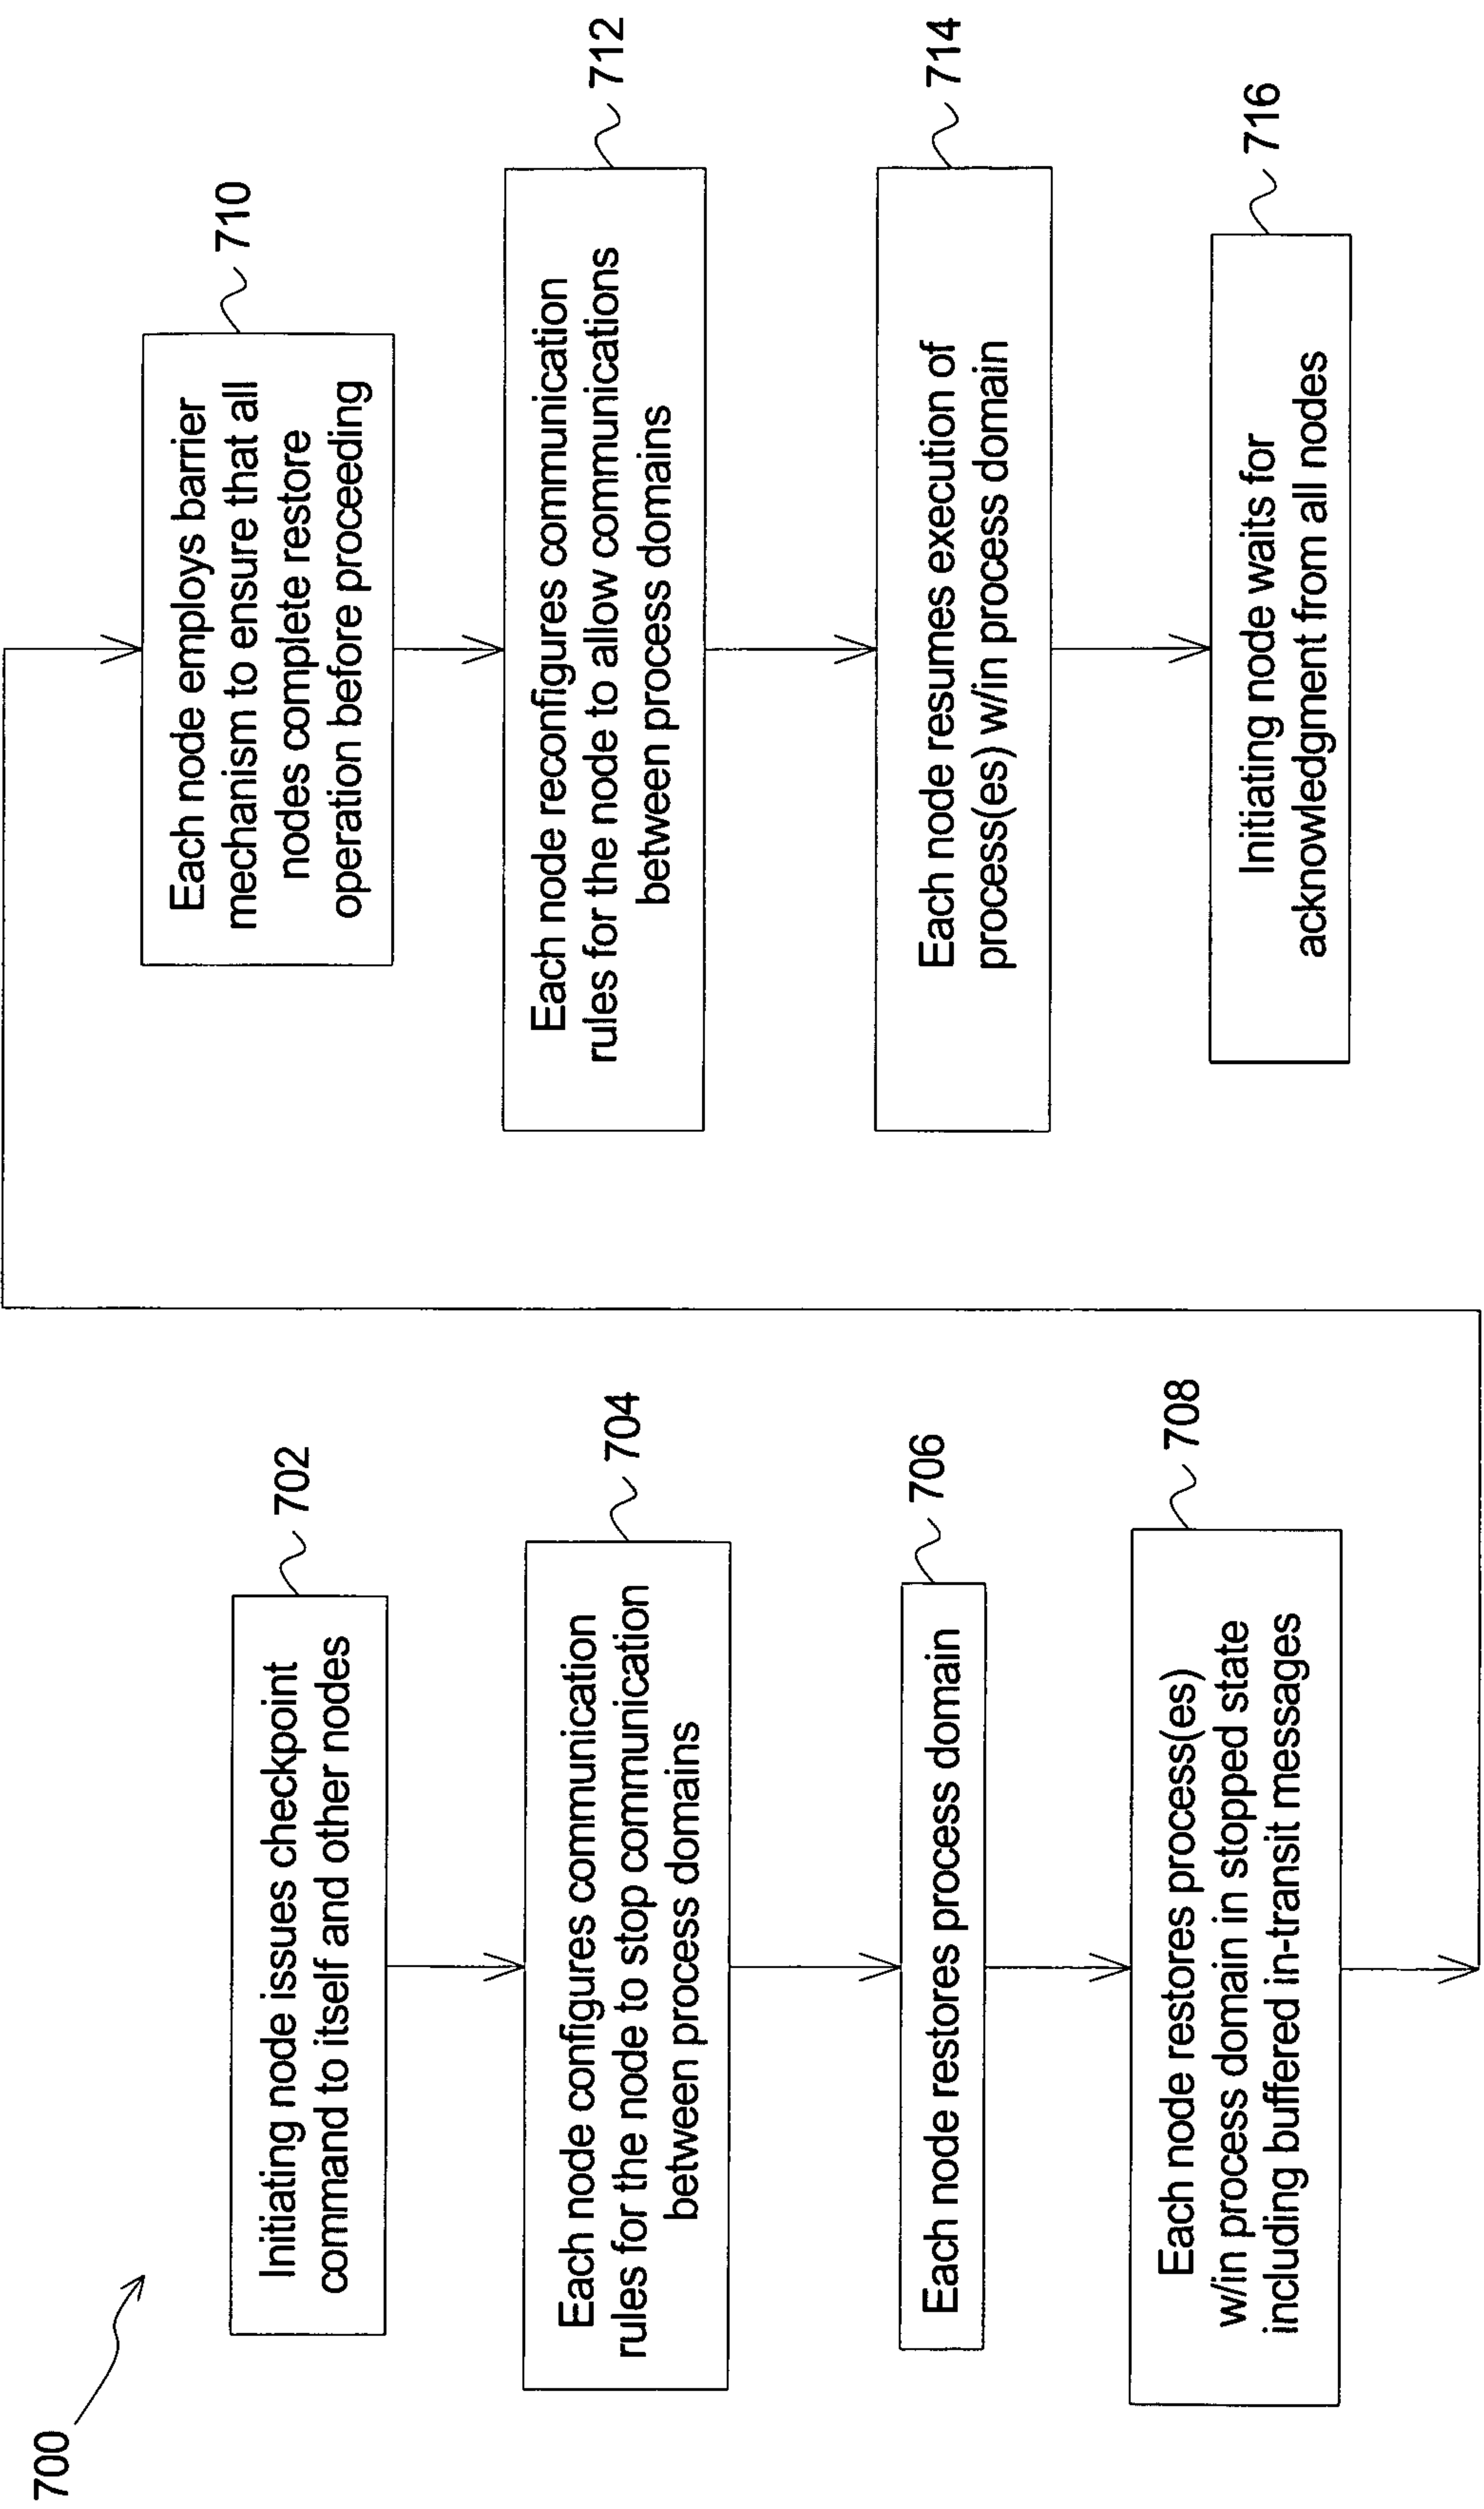 700
702
Initiating node issues checkpoint
command to itself and other nodes
704
Each node configures communication
rules for the node to stop communication
between process domains
706
Each node restores process domain
708
Each node restores process(es)
w/in process domain in stopped state
including buffered in-transit messages
710
Each node employs barrier
mechanism to ensure that all
nodes complete restore
operation before proceeding
712
Each node reconfigures communication
rules for the node to allow communications
between process domains
714
Each node resumes execution of
process(es) w/in process domain
716
Initiating node waits for
acknowledgment from all nodes